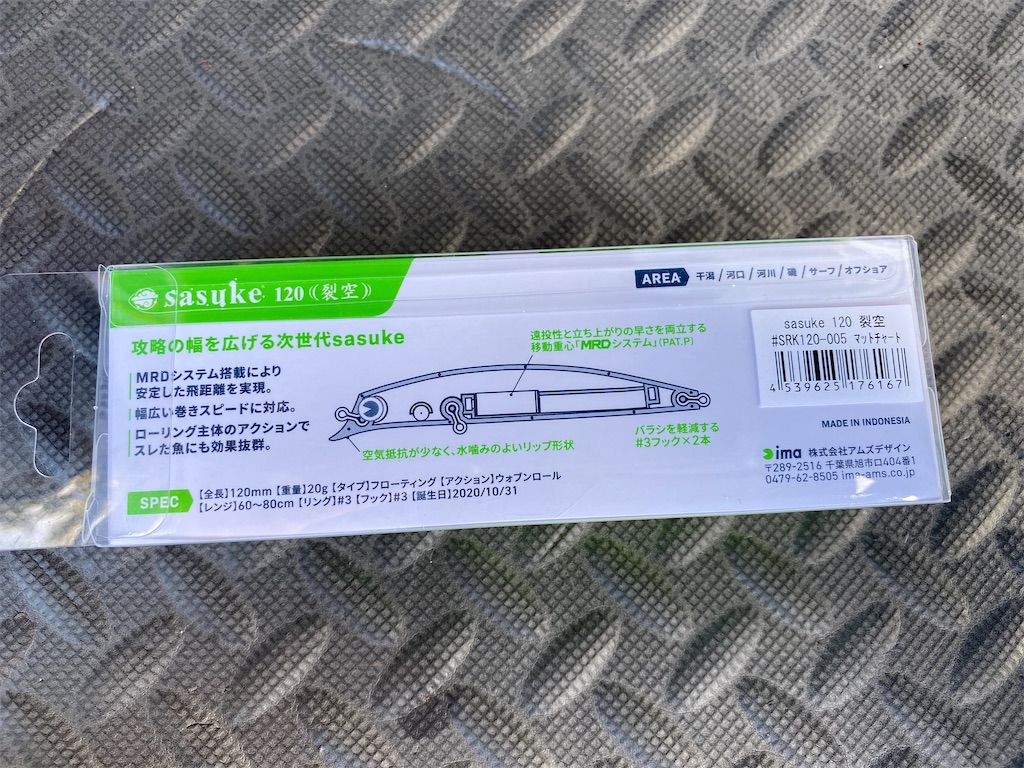 sasuke 120 (裂空)
AREA 干潟 / 河口 / 河川 / 磯 / サーフ / オフショア
攻略の幅を広げる次世代sasuke
MRDシステム搭載により
安定した飛距離を実現。
幅広い巻きスピードに対応。
ローリング主体のアクションで
スレた魚にも効果抜群。
遠投性と立ち上がりの早さを両立する
移動重心「MRDシステム」(PAT.P)
空気抵抗が少なく、水噛みのよいリップ形状
バラシを軽減する
#3フック×2本
sasuke 120 裂空
#SRK120-005 マットチャート
4 539625 176167
MADE IN INDONESIA
ima 株式会社アムズデザイン
〒289-2516 千葉県旭市ロ404番1
0479-62-8505 ima-ams.co.jp
SPEC
【全長】120mm【重量】20g【タイプ】フローティング【アクション】ウォブンロール
【レンジ】60〜80cm【リング】#3【フック】#3【誕生日】2020/10/31